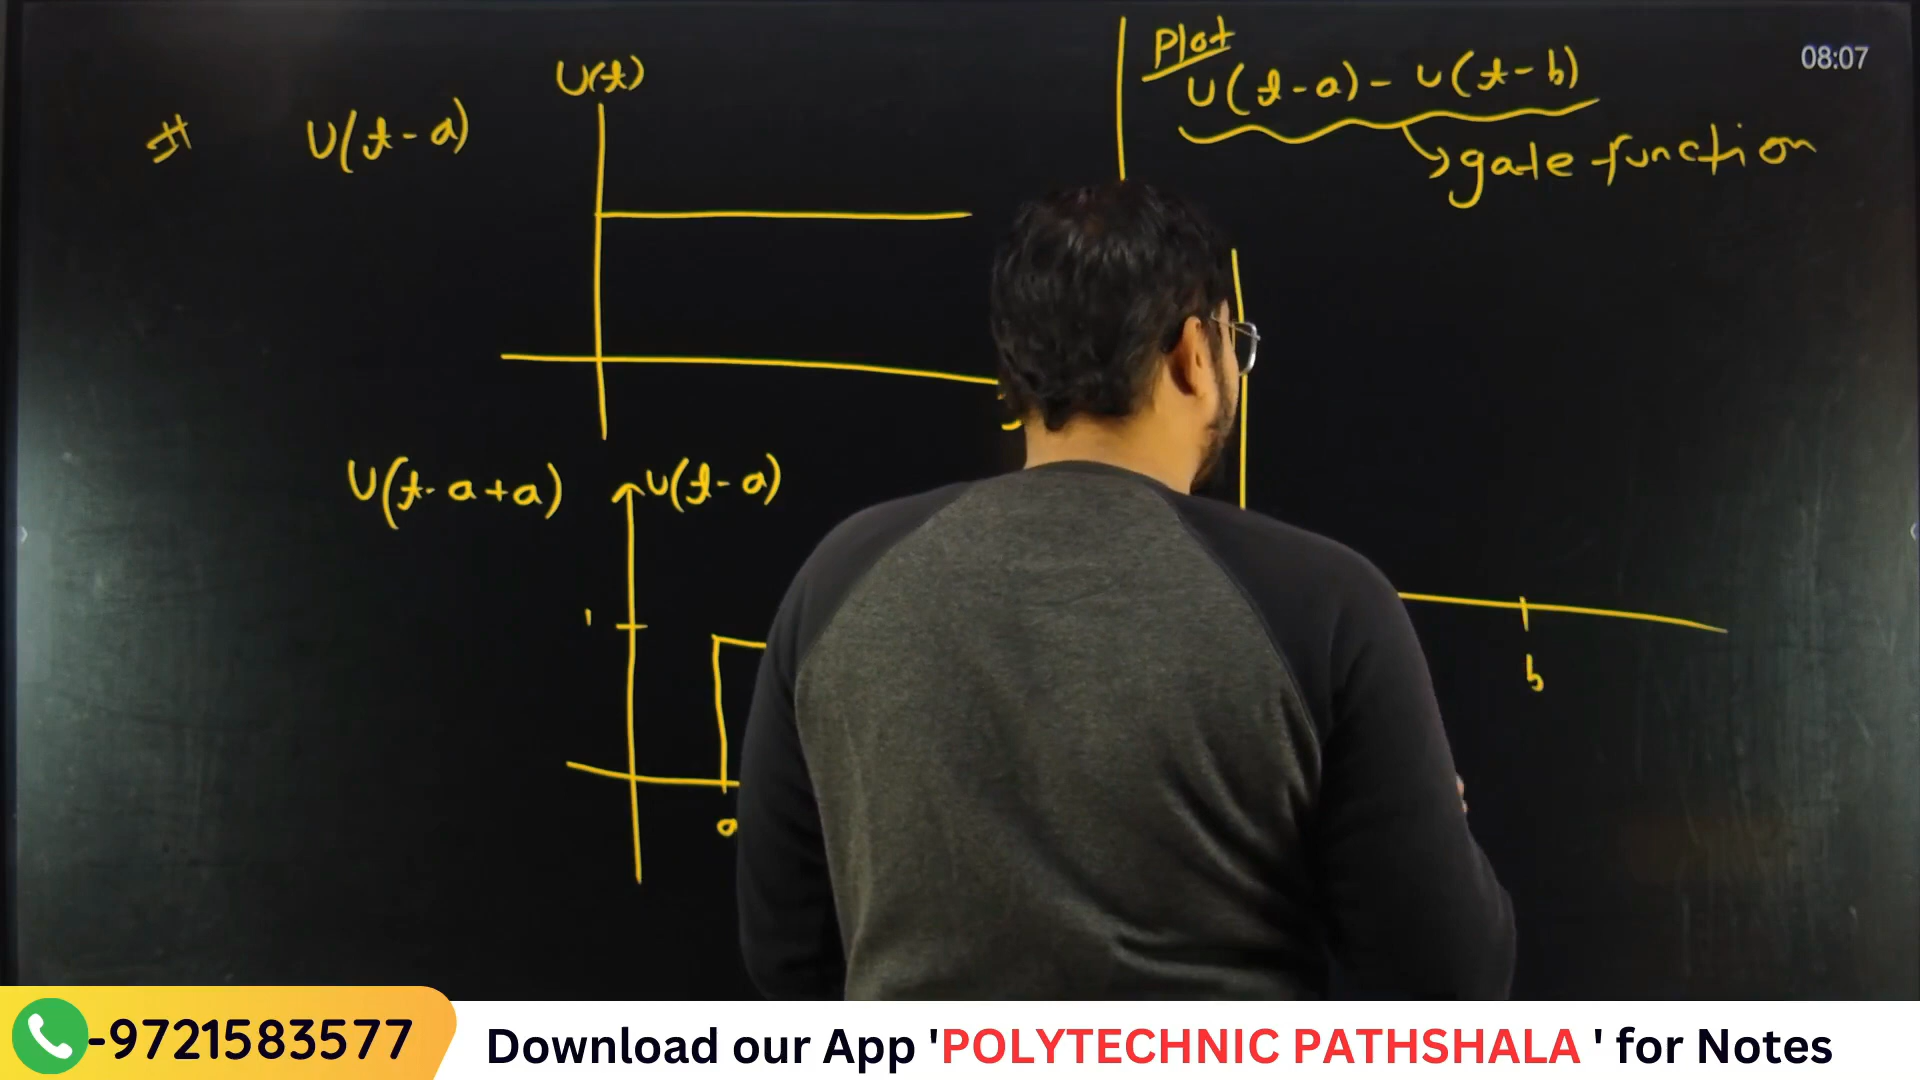 U(t)
# U(t-a)
Plot
U(t-a) - U(t-b)
gate function
08:07
U(t-a+a)
U(t-a)
1
a
b
-9721583577
Download our App 'POLYTECHNIC PATHSHALA ' for Notes